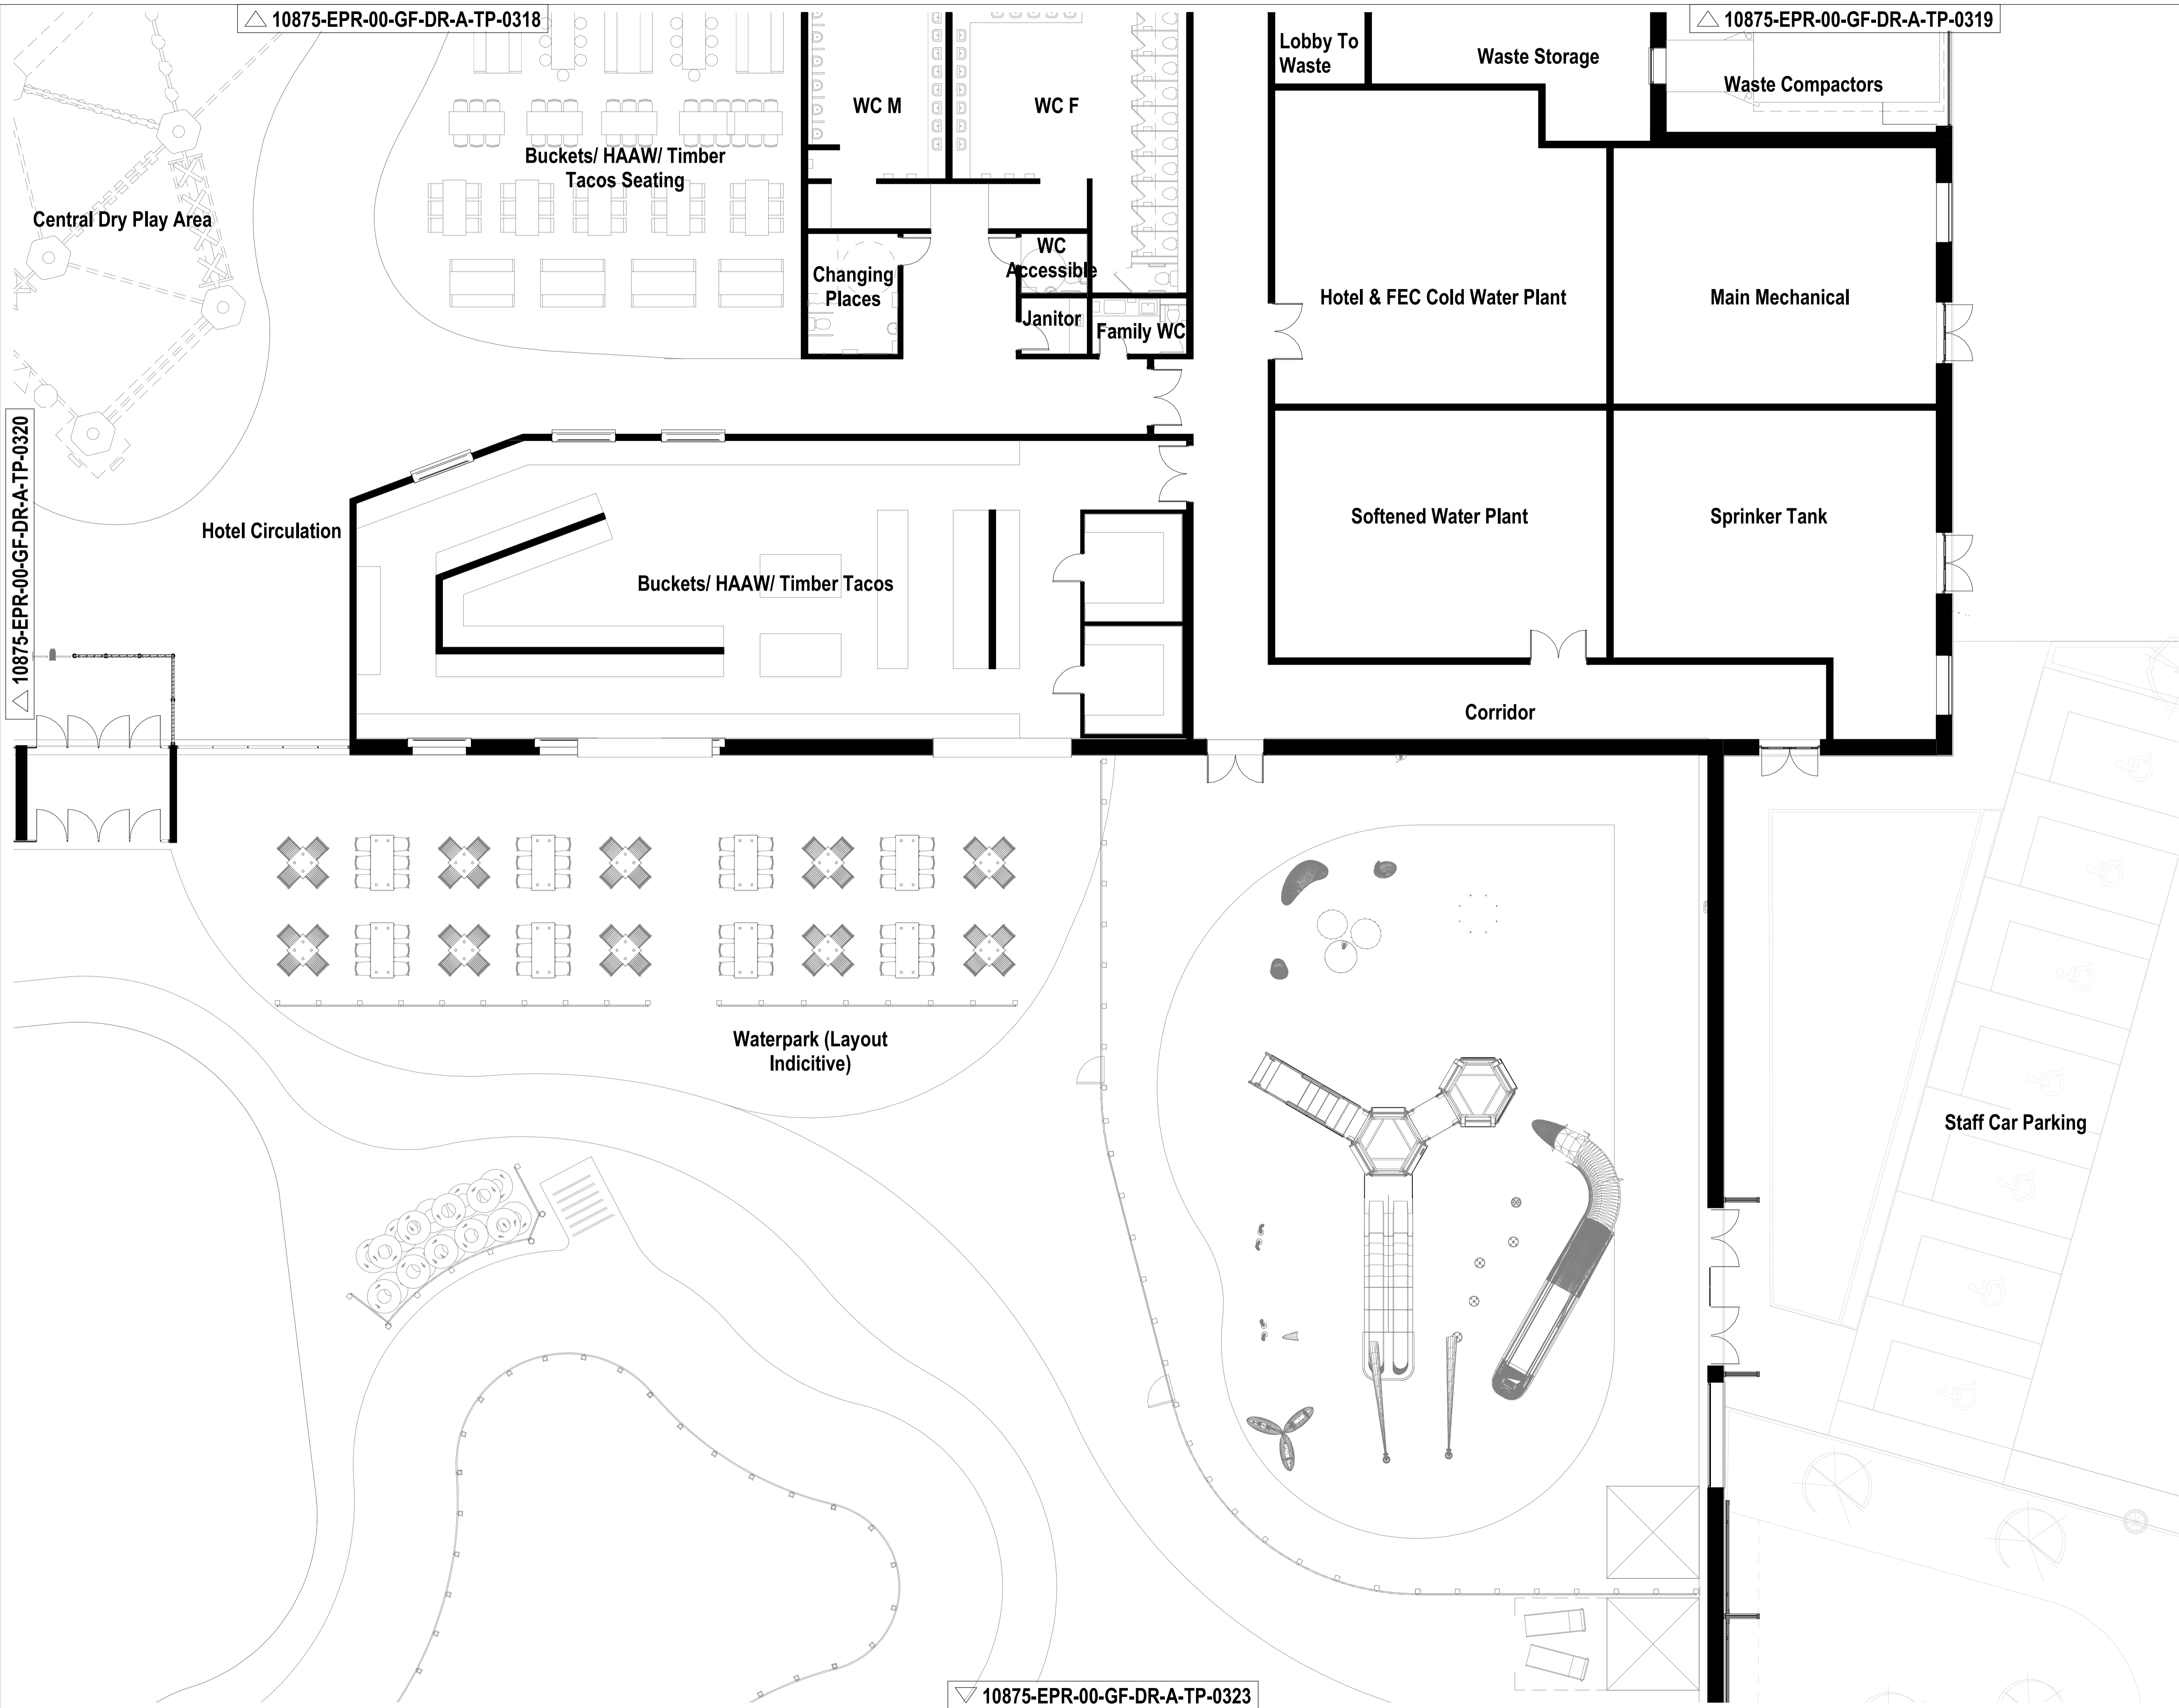 10875-EPR-00-GF-DR-A-TP-0318
10875-EPR-00-GF-DR-A-TP-0319
Lobby To
Waste
Waste Storage
Waste Compactors
WC M
WC F
Buckets/ HAAW/ Timber
Tacos Seating
Central Dry Play Area
WC
Accessible
Changing
Places
Hotel & FEC Cold Water Plant
Main Mechanical
Janitor
Family WC
10875-EPR-00-GF-DR-A-TP-0320
Hotel Circulation
Softened Water Plant
Sprinker Tank
Buckets/ HAAW/ Timber Tacos
Corridor
Waterpark (Layout
Indicitive)
Staff Car Parking
10875-EPR-00-GF-DR-A-TP-0323